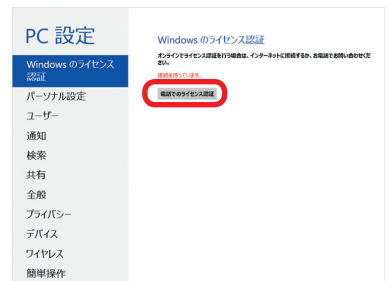 PC 設定
Windows のライセンス
認証
パーソナル設定
ユーザー
通知
検索
共有
全般
プライバシー
デバイス
ワイヤレス
簡単操作
Windows のライセンス認証
オンラインでライセンス認証を行う場合は、インターネットに接続するか、お電話でお問い合わせくだ
さい。
接続を待っています...
電話でのライセンス認証